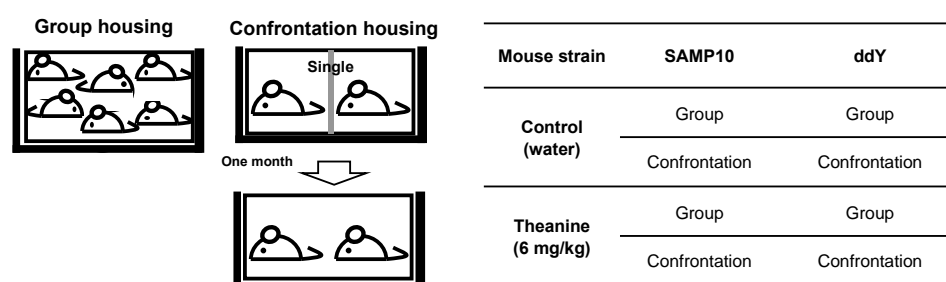 Group housing
Confrontation housing
Single
One month
Mouse strain SAMP10 ddY
Control
(water)
Group Group
Confrontation Confrontation
Theanine
(6 mg/kg)
Group Group
Confrontation Confrontation